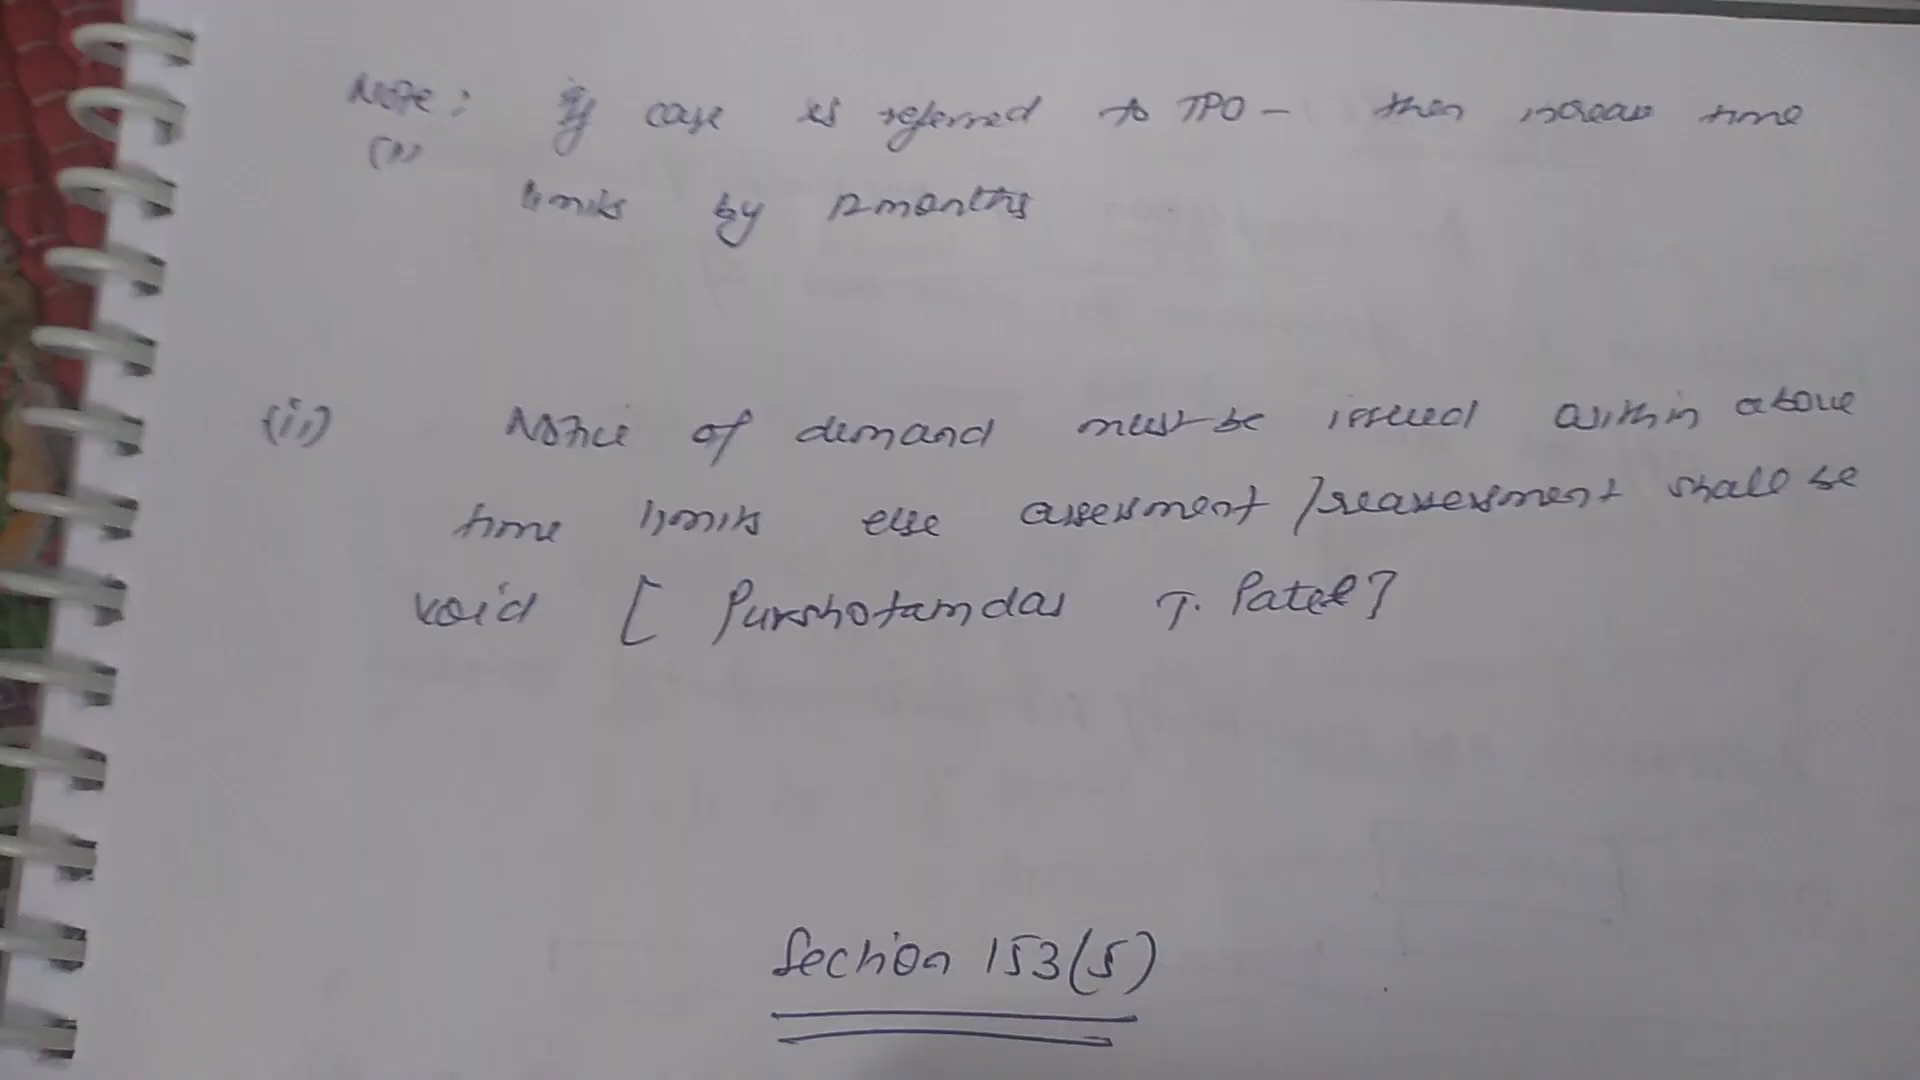 Note: If case is referred to TPO - then increase time
(i)
limits by 12 months
(ii) Notice of demand must be issued within above
time limits else assessment / reassessment shall be
void [ Purshotamdas T. Patel ]
Section 153(5)